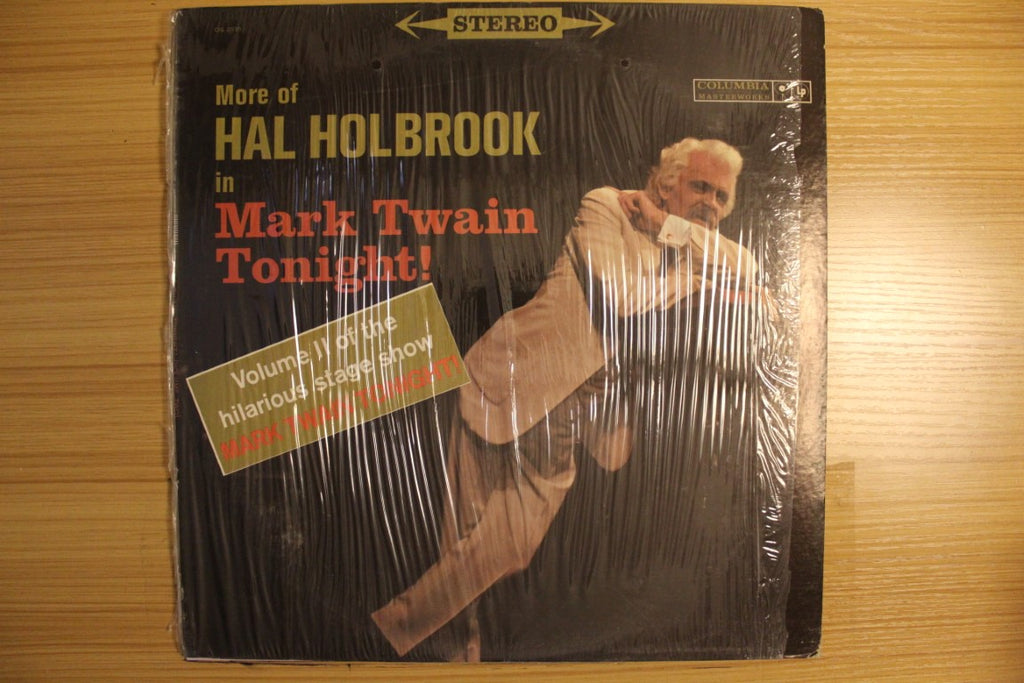 STEREO
COLUMBIA
MASTERWORKS
Lp
More of
HAL HOLBROOK
in
Mark Twain
Tonight!
Volume II of the
hilarious stage show
MARK TWAIN TONIGHT!